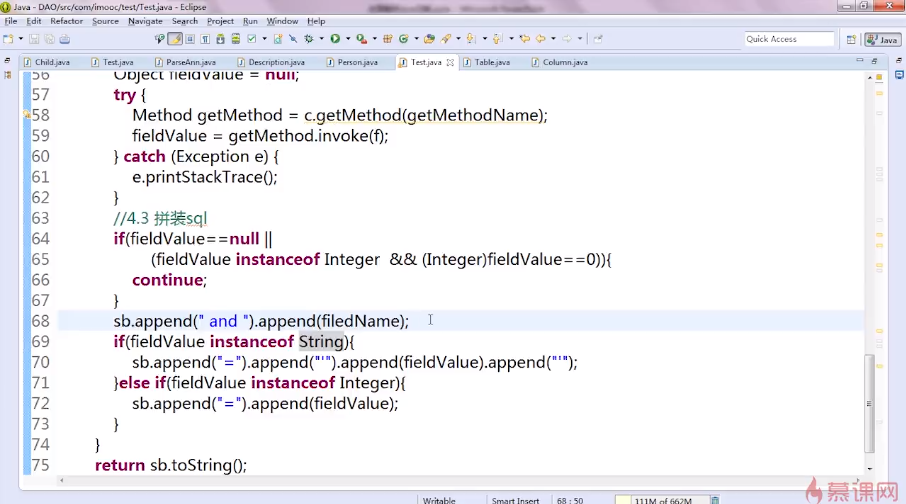 Java - DAO/src/com/imooc/test/Test.java - Eclipse
File Edit Refactor Source Navigate Search Project Run Window Help
Quick Access Java
Child.java Test.java ParseAnn.java Description.java Person.java Test.java Table.java Column.java
56 Object fieldValue = null;
57 try {
58 Method getMethod = c.getMethod(getMethodName);
59 fieldValue = getMethod.invoke(f);
60 } catch (Exception e) {
61 e.printStackTrace();
62 }
63 //4.3 拼装sql
64 if(fieldValue==null ||
65 (fieldValue instanceof Integer && (Integer)fieldValue==0)){
66 continue;
67 }
68 sb.append(" and ").append(filedName);
69 if(fieldValue instanceof String){
70 sb.append("=").append("'").append(fieldValue).append("'");
71 }else if(fieldValue instanceof Integer){
72 sb.append("=").append(fieldValue);
73 }
74 }
75 return sb.toString();
Writable Smart Insert 68 : 50 111M of 662M
慕课网